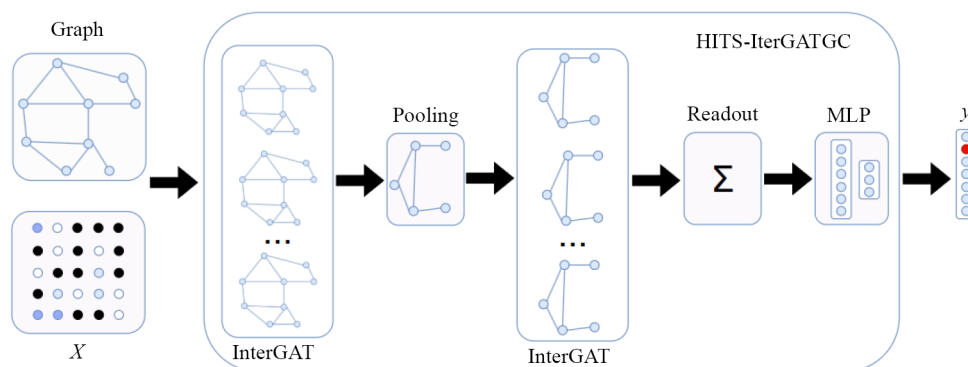 Graph
HITS-IterGATGC
Pooling
Readout
MLP
y
Σ
...
...
InterGAT
InterGAT
X